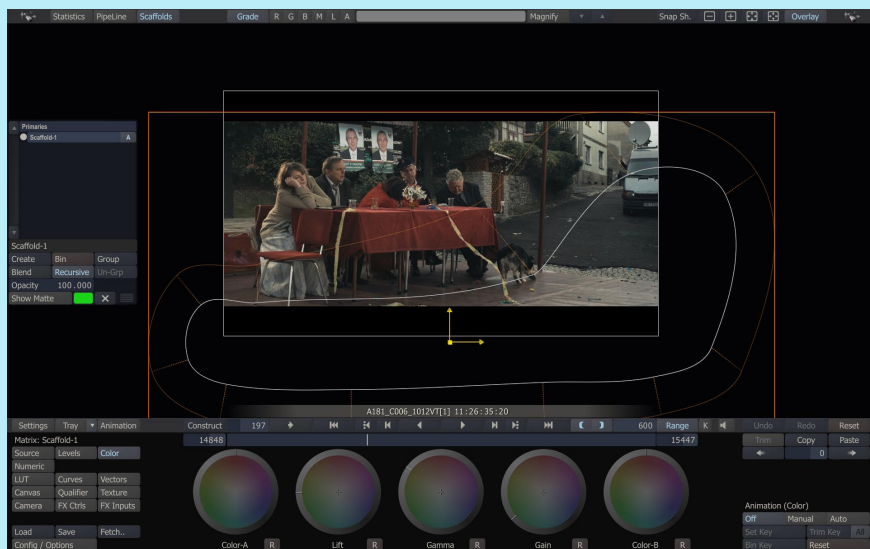 Statistics PipeLine Scaffolds Grade R G B M L A Magnify Snap Sh. Overlay
Primaries
Scaffold-1 A
Scaffold-1
Create Bin Group
Blend Recursive Un-Grp
Opacity 100.000
Show Matte
A181_C006_1012VT[1] 11:26:35:20
Settings Tray Animation Construct 197 600 Range K Undo Redo Reset
Matrix: Scaffold-1 14848 15447 Trim Copy Paste
Source Levels Color 0
Numeric
LUT Curves Vectors
Canvas Qualifier Texture
Camera FX Ctrls FX Inputs Animation (Color)
Off Manual Auto
Load Save Fetch.. Set Key Trim Key All
Config / Options Color-A R Lift R Gamma R Gain R Color-B R Bin Key Reset